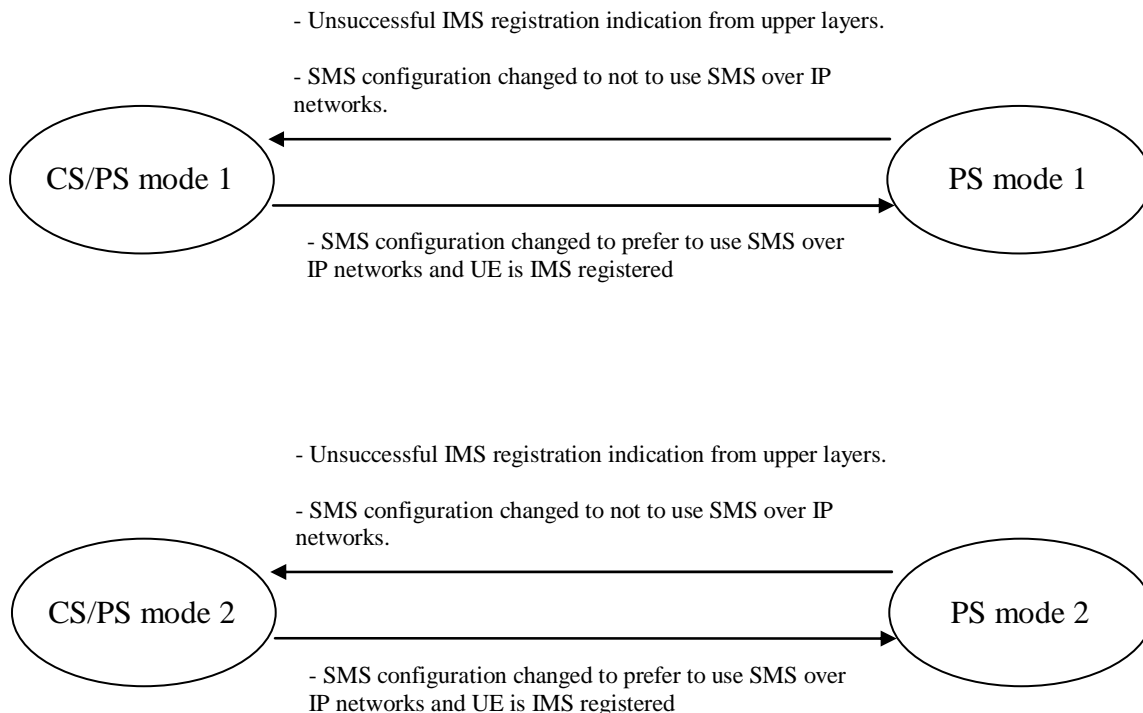 - Unsuccessful IMS registration indication from upper layers.
- SMS configuration changed to not to use SMS over IP
networks.
CS/PS mode 1
PS mode 1
- SMS configuration changed to prefer to use SMS over
IP networks and UE is IMS registered
- Unsuccessful IMS registration indication from upper layers.
- SMS configuration changed to not to use SMS over IP
networks.
CS/PS mode 2
PS mode 2
- SMS configuration changed to prefer to use SMS over
IP networks and UE is IMS registered